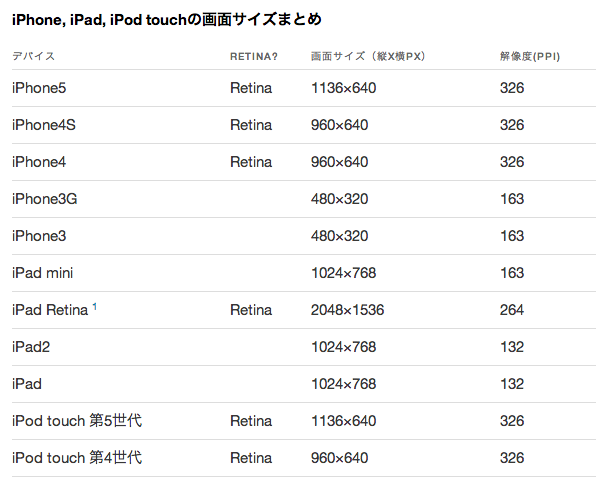 iPhone, iPad, iPod touchの画面サイズまとめ
デバイス RETINA? 画面サイズ（縦X横PX） 解像度(PPI)
iPhone5 Retina 1136×640 326
iPhone4S Retina 960×640 326
iPhone4 Retina 960×640 326
iPhone3G 480×320 163
iPhone3 480×320 163
iPad mini 1024×768 163
iPad Retina 1 Retina 2048×1536 264
iPad2 1024×768 132
iPad 1024×768 132
iPod touch 第5世代 Retina 1136×640 326
iPod touch 第4世代 Retina 960×640 326